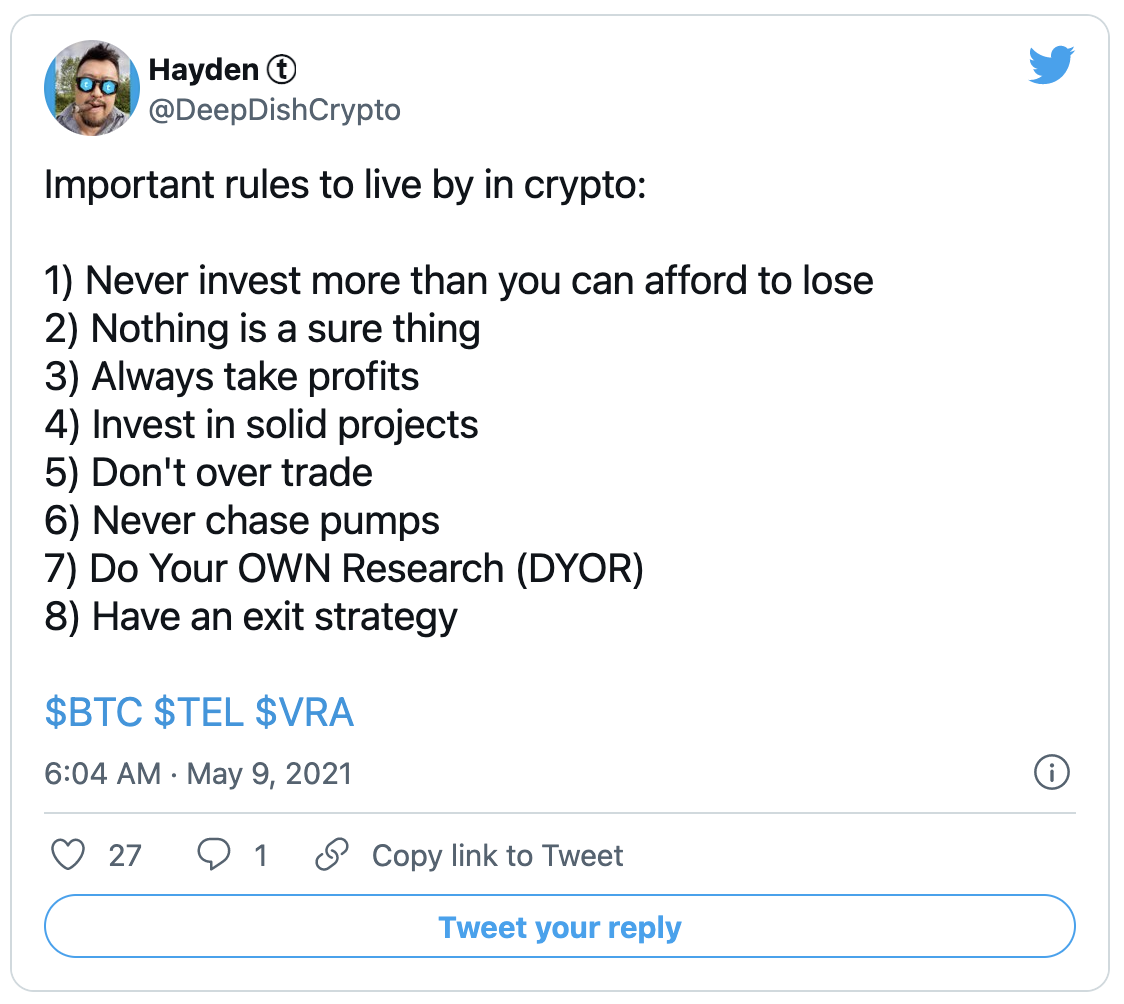 Hayden ⓣ
@DeepDishCrypto
Important rules to live by in crypto:
1) Never invest more than you can afford to lose
2) Nothing is a sure thing
3) Always take profits
4) Invest in solid projects
5) Don't over trade
6) Never chase pumps
7) Do Your OWN Research (DYOR)
8) Have an exit strategy
$BTC $TEL $VRA
6:04 AM · May 9, 2021
27 1 Copy link to Tweet
Tweet your reply